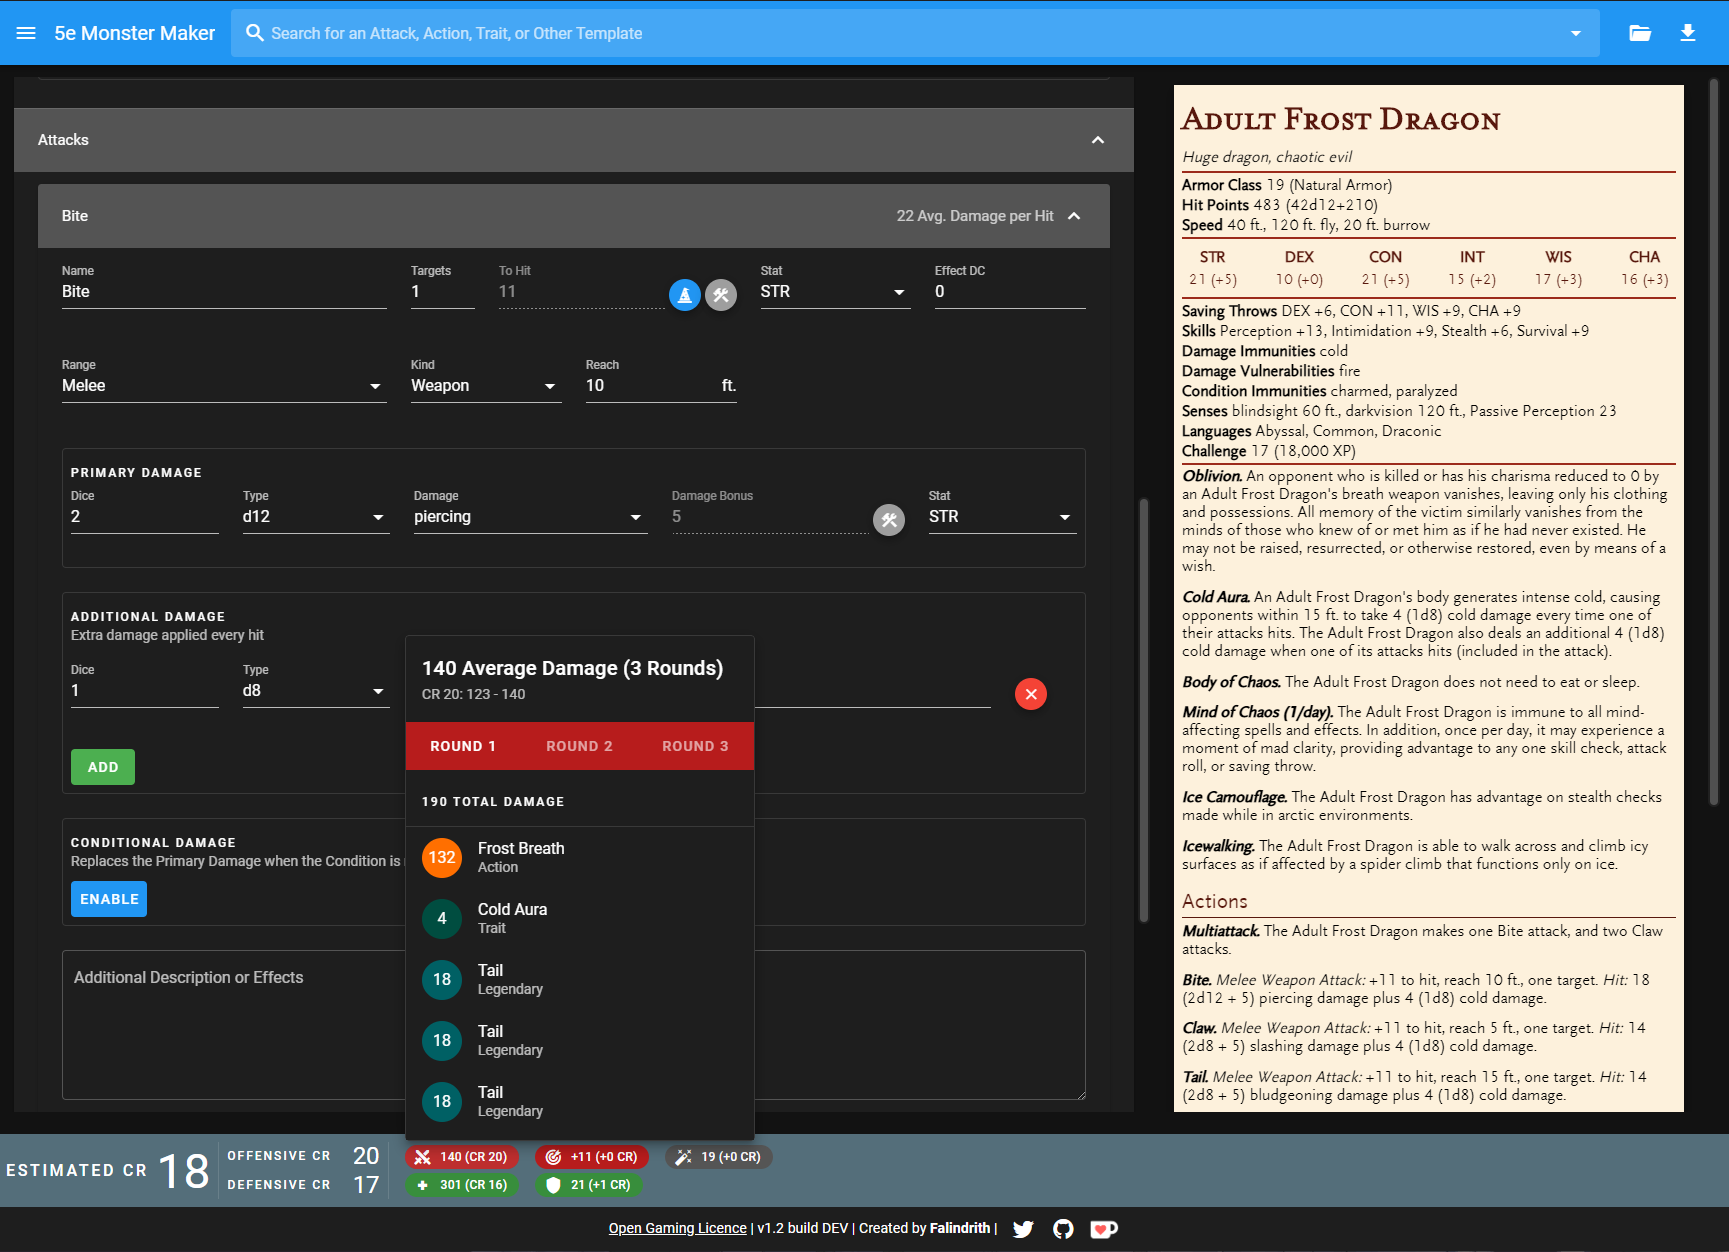 5e Monster Maker
Search for an Attack, Action, Trait, or Other Template
Attacks
Bite
22 Avg. Damage per Hit
Name
Bite
Targets
1
To Hit
11
Stat
STR
Effect DC
0
Range
Melee
Kind
Weapon
Reach
10 ft.
PRIMARY DAMAGE
Dice
2
Type
d12
Damage
piercing
Damage Bonus
5
Stat
STR
ADDITIONAL DAMAGE
Extra damage applied every hit
Dice
1
Type
d8
ADD
CONDITIONAL DAMAGE
Replaces the Primary Damage when the Condition is
ENABLE
Additional Description or Effects
140 Average Damage (3 Rounds)
CR 20: 123 - 140
ROUND 1 ROUND 2 ROUND 3
190 TOTAL DAMAGE
132
Frost Breath
Action
4
Cold Aura
Trait
18
Tail
Legendary
18
Tail
Legendary
18
Tail
Legendary
Adult Frost Dragon
Huge dragon, chaotic evil
Armor Class 19 (Natural Armor)
Hit Points 483 (42d12+210)
Speed 40 ft., 120 ft. fly, 20 ft. burrow
STR DEX CON INT WIS CHA
21 (+5) 10 (+0) 21 (+5) 15 (+2) 17 (+3) 16 (+3)
Saving Throws DEX +6, CON +11, WIS +9, CHA +9
Skills Perception +13, Intimidation +9, Stealth +6, Survival +9
Damage Immunities cold
Damage Vulnerabilities fire
Condition Immunities charmed, paralyzed
Senses blindsight 60 ft., darkvision 120 ft., Passive Perception 23
Languages Abyssal, Common, Draconic
Challenge 17 (18,000 XP)
Oblivion. An opponent who is killed or has his charisma reduced to 0 by
an Adult Frost Dragon's breath weapon vanishes, leaving only his clothing
and possessions. All memory of the victim similarly vanishes from the
minds of those who knew of or met him as if he had never existed. He
may not be raised, resurrected, or otherwise restored, even by means of a
wish.
Cold Aura. An Adult Frost Dragon's body generates intense cold, causing
opponents within 15 ft. to take 4 (1d8) cold damage every time one of
their attacks hits. The Adult Frost Dragon also deals an additional 4 (1d8)
cold damage when one of its attacks hits (included in the attack).
Body of Chaos. The Adult Frost Dragon does not need to eat or sleep.
Mind of Chaos (1/day). The Adult Frost Dragon is immune to all mind-
affecting spells and effects. In addition, once per day, it may experience a
moment of mad clarity, providing advantage to any one skill check, attack
roll, or saving throw.
Ice Camouflage. The Adult Frost Dragon has advantage on stealth checks
made while in arctic environments.
Icewalking. The Adult Frost Dragon is able to walk across and climb icy
surfaces as if affected by a spider climb that functions only on ice.
Actions
Multiattack. The Adult Frost Dragon makes one Bite attack, and two Claw
attacks.
Bite. Melee Weapon Attack: +11 to hit, reach 10 ft., one target. Hit: 18
(2d12 + 5) piercing damage plus 4 (1d8) cold damage.
Claw. Melee Weapon Attack: +11 to hit, reach 5 ft., one target. Hit: 14
(2d8 + 5) slashing damage plus 4 (1d8) cold damage.
Tail. Melee Weapon Attack: +11 to hit, reach 15 ft., one target. Hit: 14
(2d8 + 5) bludgeoning damage plus 4 (1d8) cold damage.
ESTIMATED CR 18
OFFENSIVE CR 20
DEFENSIVE CR 17
140 (CR 20) +11 (+0 CR) 19 (+0 CR)
301 (CR 16) 21 (+1 CR)
Open Gaming Licence | v1.2 build DEV | Created by Falindrith |